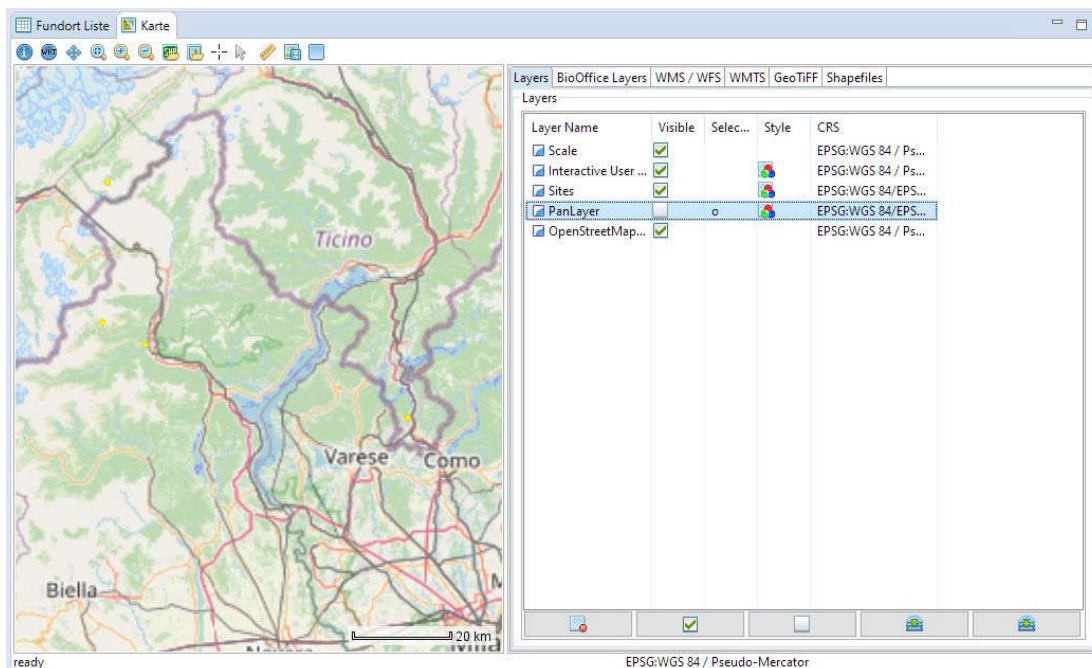 Fundort Liste Karte
Layers BioOffice Layers WMS / WFS WMTS GeoTiFF Shapefiles
Layers
Layer Name Visible Selec... Style CRS
Scale EPSG:WGS 84 / Ps...
Interactive User ... EPSG:WGS 84 / Ps...
Sites EPSG:WGS 84/EPS...
PanLayer o EPSG:WGS 84/EPS...
OpenStreetMap... EPSG:WGS 84 / Ps...
Ticino
Varese Como
Biella
20 km
ready EPSG:WGS 84 / Pseudo-Mercator